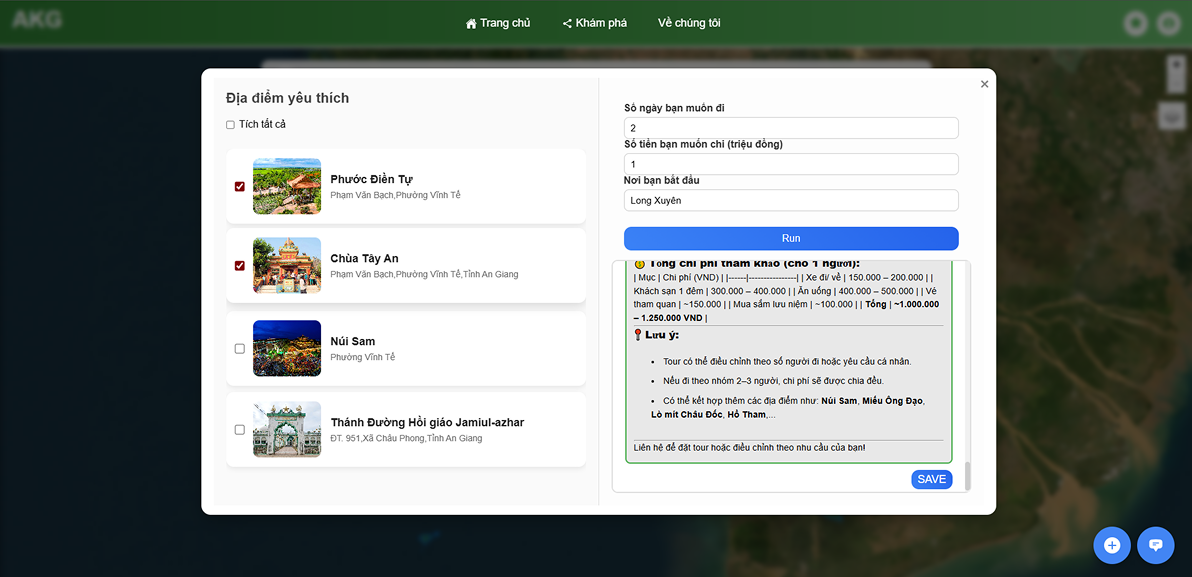 AKG
Trang chủ
Khám phá
Về chúng tôi
Địa điểm yêu thích
Tích tất cả
Phước Điền Tự
Phạm Văn Bạch,Phường Vĩnh Tế
Chùa Tây An
Phạm Văn Bạch,Phường Vĩnh Tế,Tỉnh An Giang
Núi Sam
Phường Vĩnh Tế
Thánh Đường Hồi giáo Jamiul-azhar
ĐT. 951,Xã Châu Phong,Tỉnh An Giang
×
Số ngày bạn muốn đi
2
Số tiền bạn muốn chi (triệu đồng)
1
Nơi bạn bắt đầu
Long Xuyên
Run
Tổng chi phí tham khảo (cho 1 người):
| Mục | Chi phí (VND) | |------|----------------| | Xe đi/ về | 150.000 – 200.000 | |
Khách sạn 1 đêm | 300.000 – 400.000 | | Ăn uống | 400.000 – 500.000 | | Vé
tham quan | ~150.000 | | Mua sắm lưu niệm | ~100.000 | | Tổng | ~1.000.000
– 1.250.000 VND |
📍 Lưu ý:
• Tour có thể điều chỉnh theo số người đi hoặc yêu cầu cá nhân.
• Nếu đi theo nhóm 2–3 người, chi phí sẽ được chia đều.
• Có thể kết hợp thêm các địa điểm như: Núi Sam, Miếu Ông Đạo,
Lò mít Châu Đốc, Hồ Tham,...
Liên hệ để đặt tour hoặc điều chỉnh theo nhu cầu của bạn!
SAVE